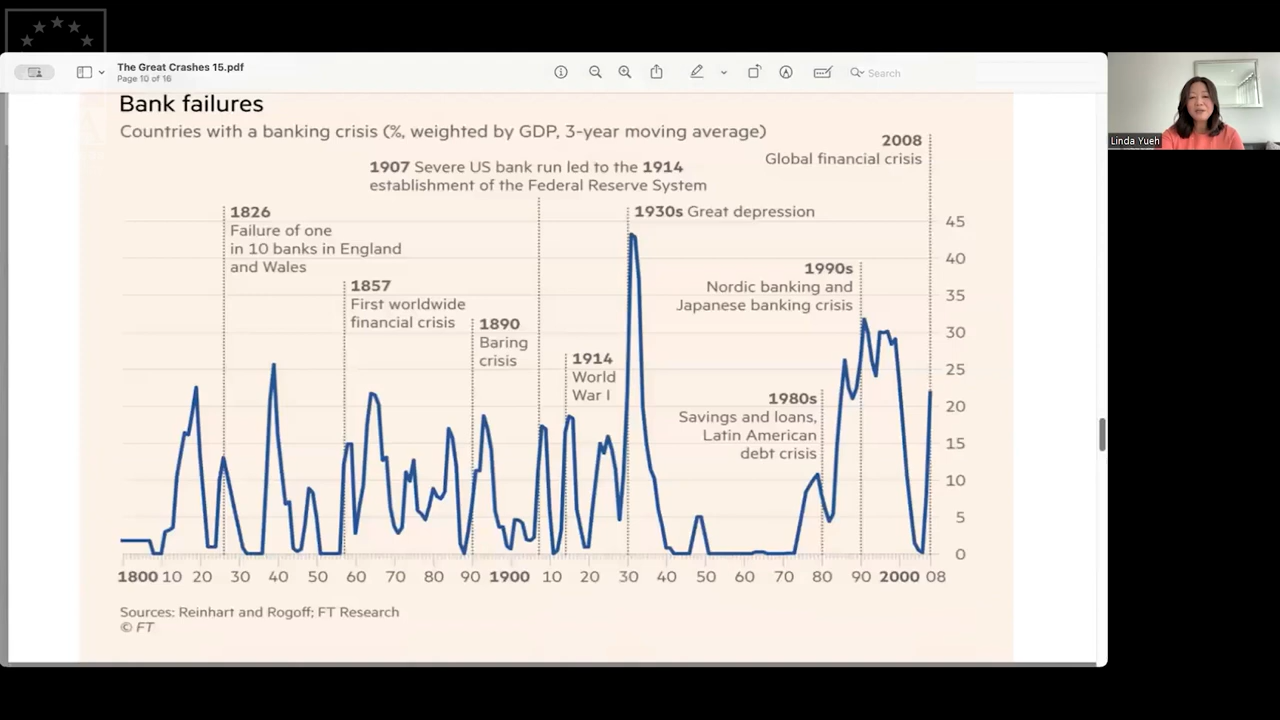 The Great Crashes 15.pdf
Page 10 of 16
Search
Linda Yueh
Bank failures
Countries with a banking crisis (%, weighted by GDP, 3-year moving average)
2008
Global financial crisis
1907 Severe US bank run led to the 1914
establishment of the Federal Reserve System
1826
Failure of one
in 10 banks in England
and Wales
1930s Great depression
1857
First worldwide
financial crisis
1890
Baring
crisis
1914
World
War I
1990s
Nordic banking and
Japanese banking crisis
1980s
Savings and loans,
Latin American
debt crisis
45
40
35
30
25
20
15
10
5
0
1800 10 20 30 40 50 60 70 80 90 1900 10 20 30 40 50 60 70 80 90 2000 08
Sources: Reinhart and Rogoff; FT Research
© FT